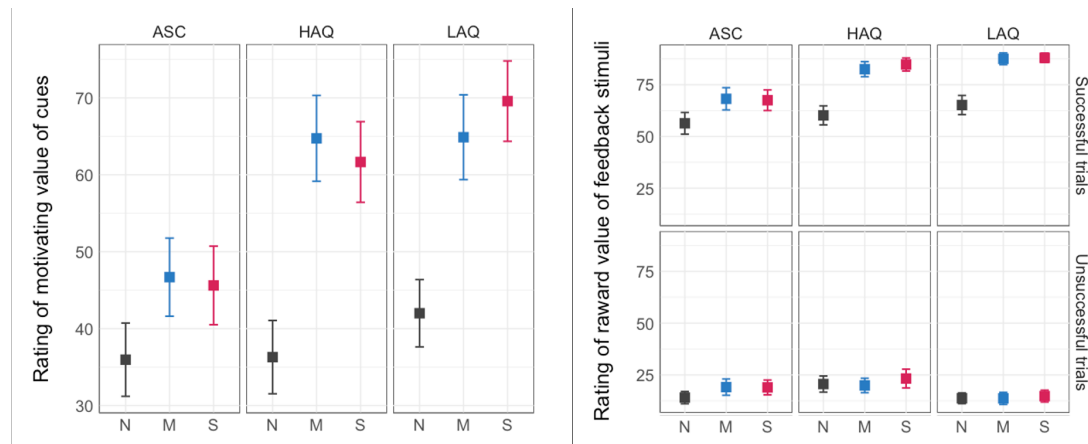 ASC HAQ LAQ
Rating of motivating value of cues
70
60
50
40
30
N M S N M S N M S
ASC HAQ LAQ
Rating of raward value of feedback stimuli
75
50
25
Successful trials
75
50
25
Unsuccessful trials
N M S N M S N M S